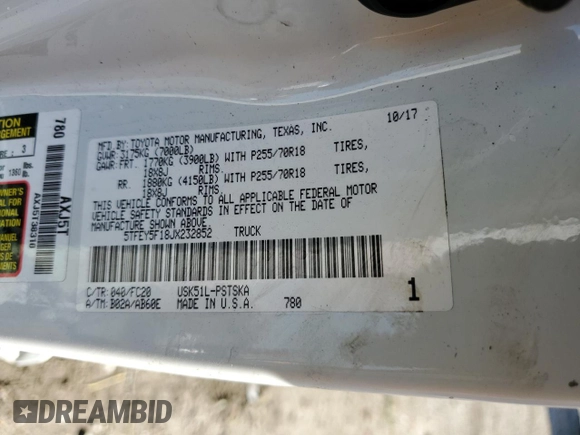 MFD. BY: TOYOTA MOTOR MANUFACTURING, TEXAS, INC. 10/17
GVWR 3175KG (7000LB)
GAWR FRT. 1770KG (3900LB) WITH P255/70R18 TIRES,
18X8J RIMS.
RR. 1880KG (4150LB) WITH P255/70R18 TIRES,
18X8J RIMS.
THIS VEHICLE CONFORMS TO ALL APPLICABLE FEDERAL MOTOR
VEHICLE SAFETY STANDARDS IN EFFECT ON THE DATE OF
MANUFACTURE SHOWN ABOVE.
5TFEY5F18JX232852 TRUCK
C/TR: 040/FC20 USK51L-PSTSKA
A/TM: B02A/AB60E MADE IN U.S.A. 780
1
780
AXJ5T
AXJ5T36310
3
lbs.
DREAMBID